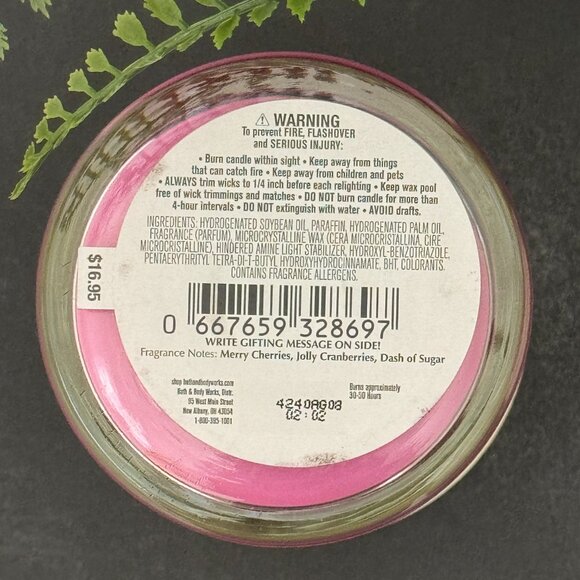 ⚠ WARNING
To prevent FIRE, FLASHOVER
and SERIOUS INJURY:
• Burn candle within sight • Keep away from things
that can catch fire • Keep away from children and pets
• ALWAYS trim wicks to 1/4 inch before each relighting • Keep wax pool
free of wick trimmings and matches • DO NOT burn candle for more than
4-hour intervals • DO NOT extinguish with water • AVOID drafts.
INGREDIENTS: HYDROGENATED SOYBEAN OIL, PARAFFIN, HYDROGENATED PALM OIL,
FRAGRANCE (PARFUM), MICROCRYSTALLINE WAX (CERA MICROCRISTALLINA, CIRE
MICROCRISTALLINE), HINDERED AMINE LIGHT STABILIZER, HYDROXYL-BENZOTRIAZOLE,
PENTAERYTHRITYL TETRA-DI-T-BUTYL HYDROXYHYDROCINNAMATE, BHT, COLORANTS.
CONTAINS FRAGRANCE ALLERGENS.
$16.95
0 667659 328697
WRITE GIFTING MESSAGE ON SIDE!
Fragrance Notes: Merry Cherries, Jolly Cranberries, Dash of Sugar
shop bathandbodyworks.com
Bath & Body Works, Distr.
95 West Main Street
New Albany, OH 43054
1-800-395-1001
4240AG08
02:02
Burns approximately
30-50 Hours